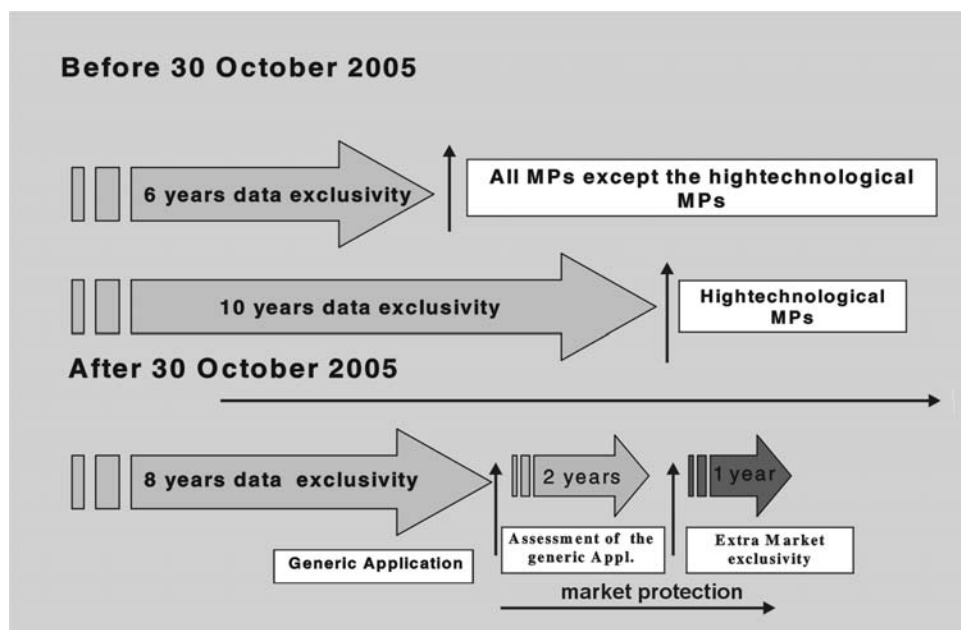 Before 30 October 2005
6 years data exclusivity
All MPs except the hightechnological
MPs
10 years data exclusivity
Hightechnological
MPs
After 30 October 2005
8 years data exclusivity
2 years
1 year
Generic Application
Assessment of the
generic Appl.
Extra Market
exclusivity
market protection